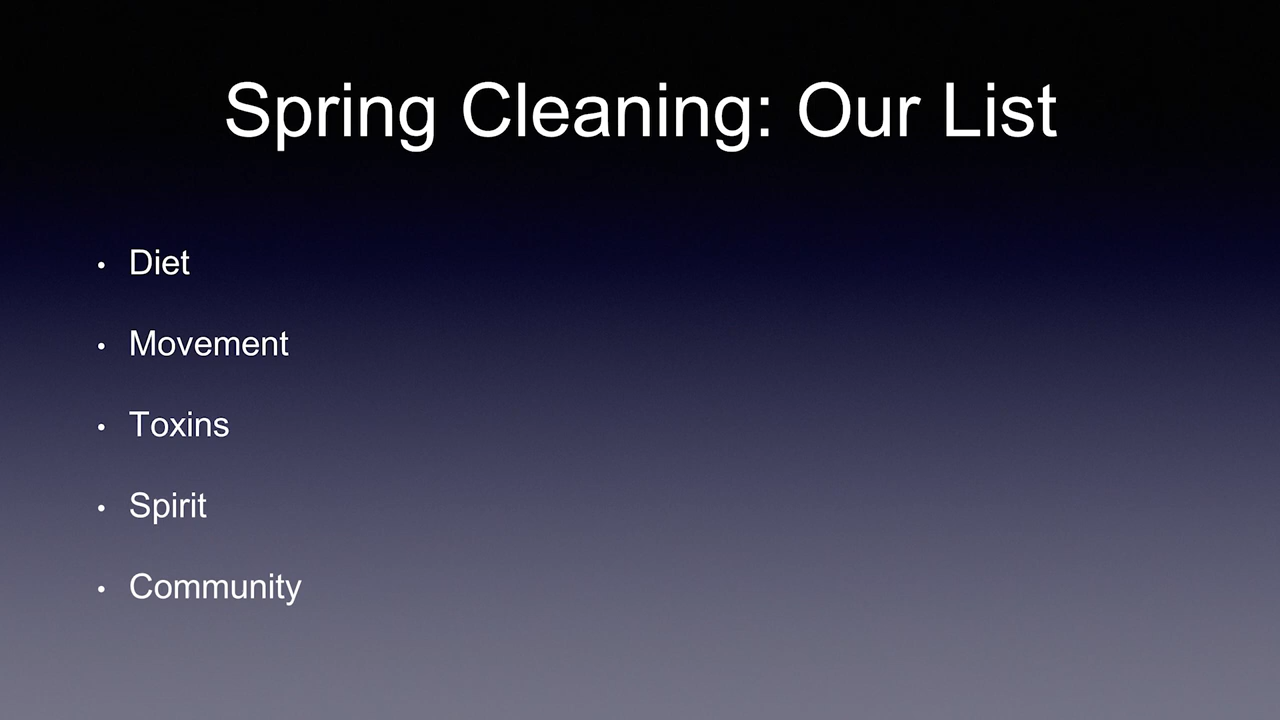 Spring Cleaning: Our List
• Diet
• Movement
• Toxins
• Spirit
• Community